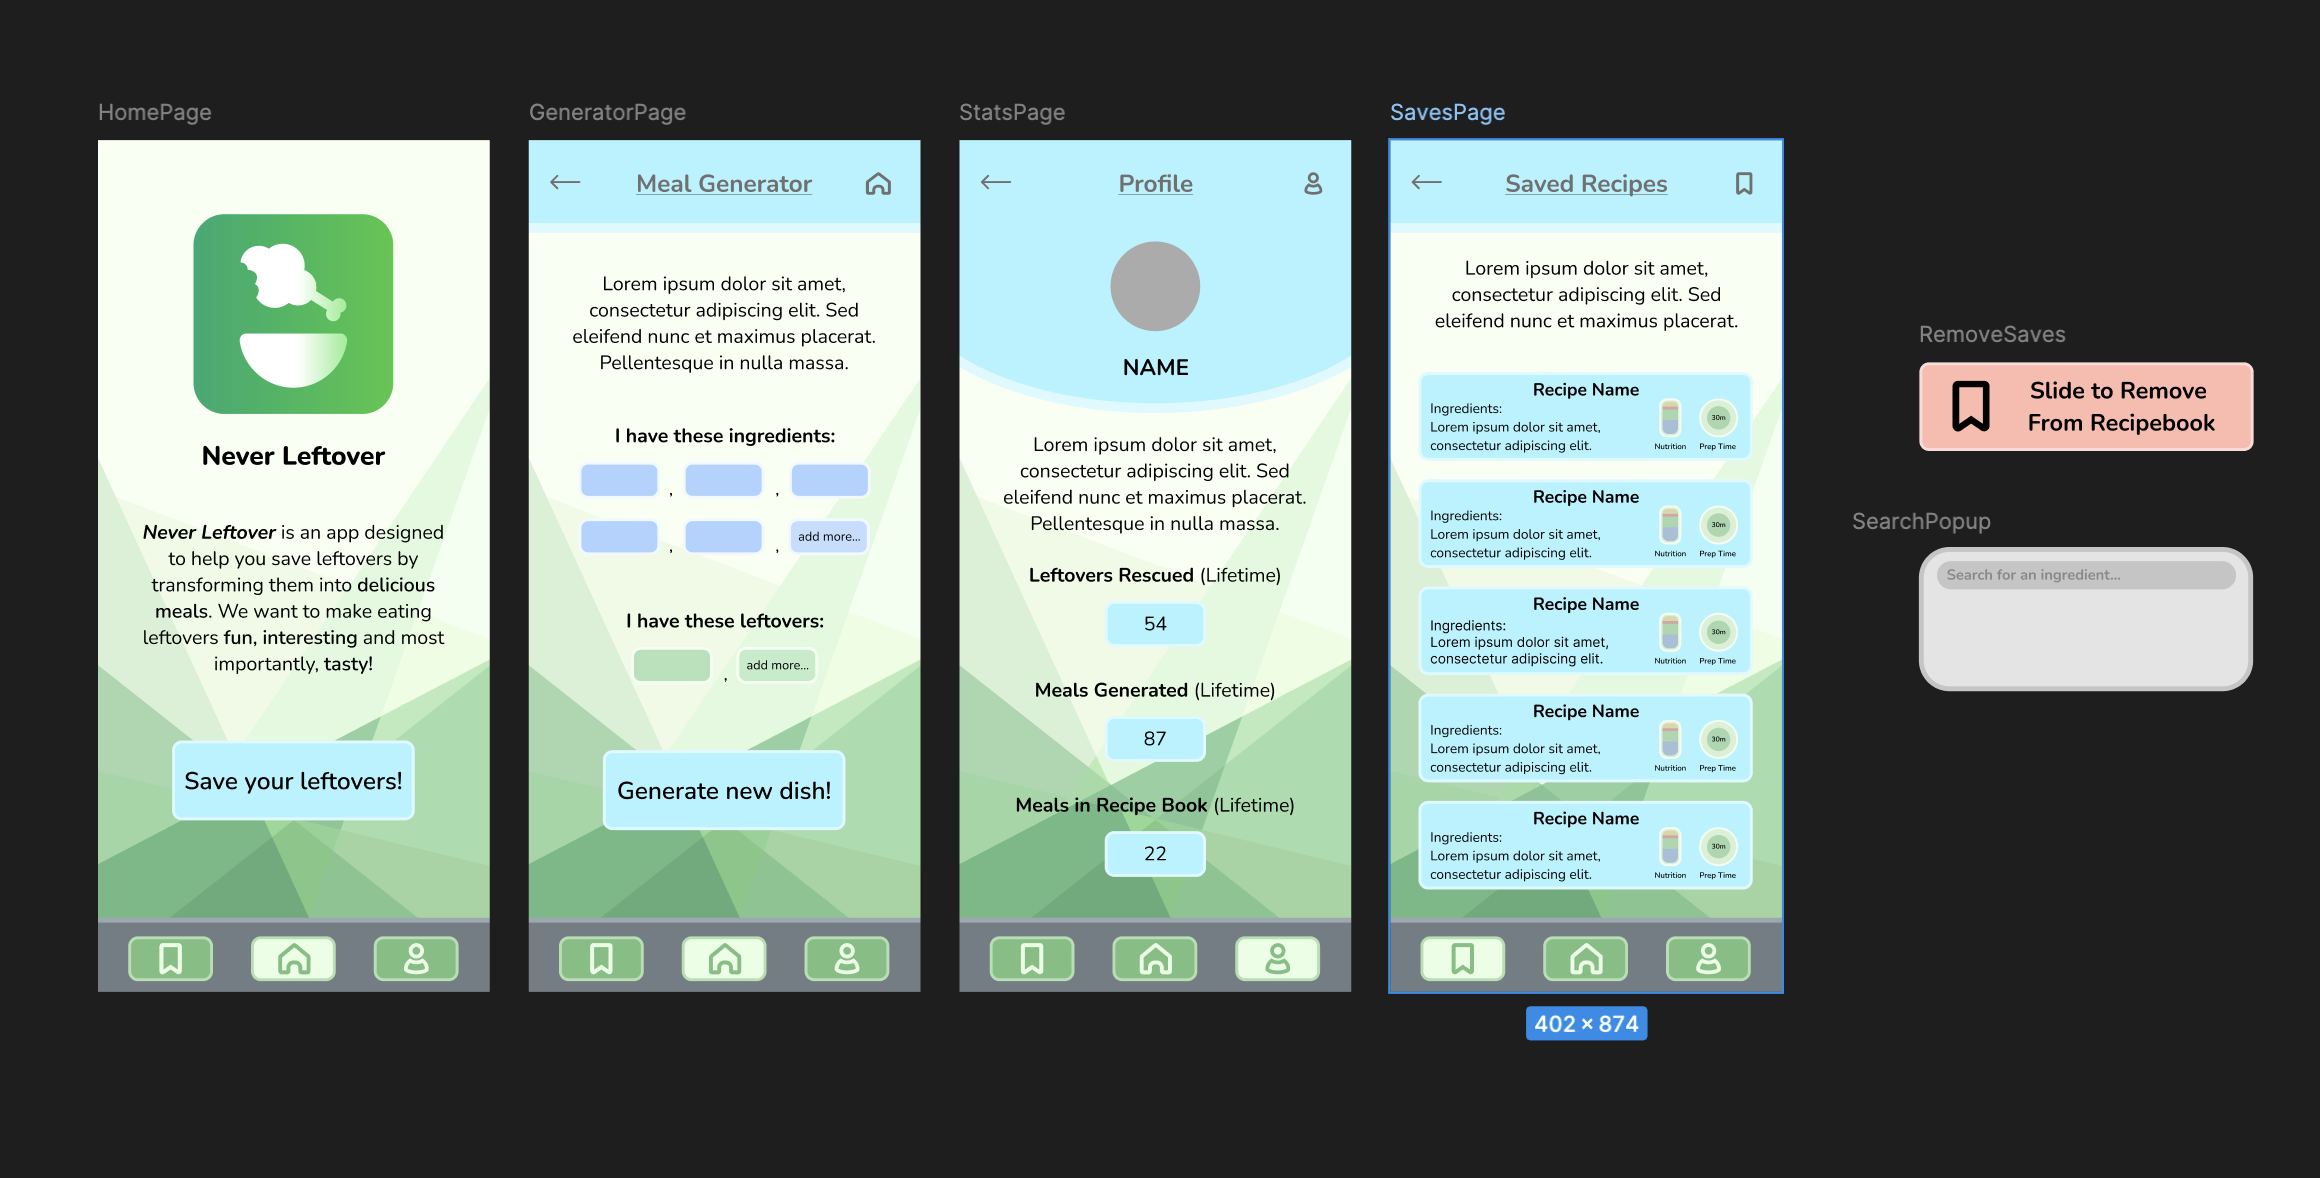 HomePage
Never Leftover
Never Leftover is an app designed
to help you save leftovers by
transforming them into delicious
meals. We want to make eating
leftovers fun, interesting and most
importantly, tasty!
Save your leftovers!
GeneratorPage
Meal Generator
Lorem ipsum dolor sit amet,
consectetur adipiscing elit. Sed
eleifend nunc et maximus placerat.
Pellentesque in nulla massa.
I have these ingredients:
, ,
, , add more...
I have these leftovers:
, add more...
Generate new dish!
StatsPage
Profile
NAME
Lorem ipsum dolor sit amet,
consectetur adipiscing elit. Sed
eleifend nunc et maximus placerat.
Pellentesque in nulla massa.
Leftovers Rescued (Lifetime)
54
Meals Generated (Lifetime)
87
Meals in Recipe Book (Lifetime)
22
SavesPage
Saved Recipes
Lorem ipsum dolor sit amet,
consectetur adipiscing elit. Sed
eleifend nunc et maximus placerat.
Recipe Name
Ingredients:
Lorem ipsum dolor sit amet,
consectetur adipiscing elit.
30m
Nutrition Prep Time
Recipe Name
Ingredients:
Lorem ipsum dolor sit amet,
consectetur adipiscing elit.
30m
Nutrition Prep Time
Recipe Name
Ingredients:
Lorem ipsum dolor sit amet,
consectetur adipiscing elit.
30m
Nutrition Prep Time
Recipe Name
Ingredients:
Lorem ipsum dolor sit amet,
consectetur adipiscing elit.
30m
Nutrition Prep Time
Recipe Name
Ingredients:
Lorem ipsum dolor sit amet,
consectetur adipiscing elit.
30m
Nutrition Prep Time
402 × 874
RemoveSaves
Slide to Remove
From Recipebook
SearchPopup
Search for an ingredient...